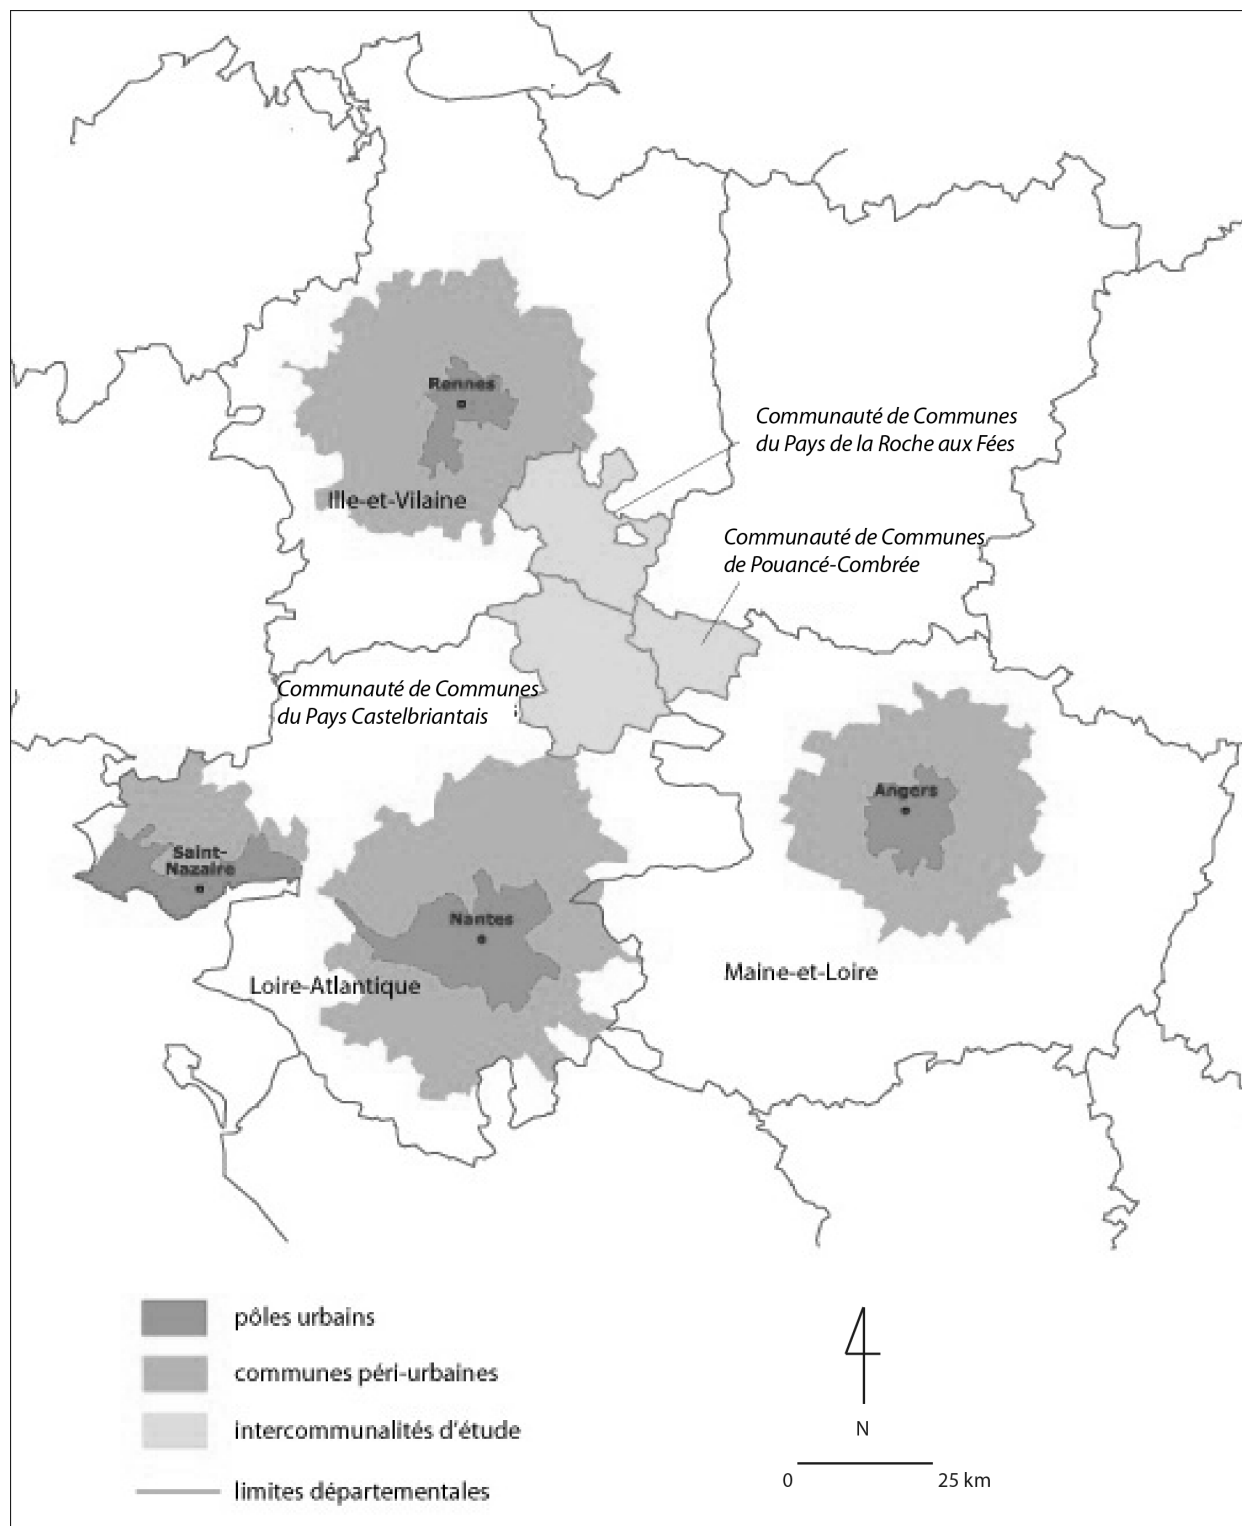 Rennes
Communauté de Communes
du Pays de la Roche aux Fées
Ille-et-Vilaine
Communauté de Communes
de Pouancé-Combrée
Communauté de Communes
du Pays Castelbriantais
Angers
Saint-
Nazaire
Nantes
Maine-et-Loire
Loire-Atlantique
pôles urbains
communes péri-urbaines
intercommunalités d'étude
limites départementales
N
0
25 km